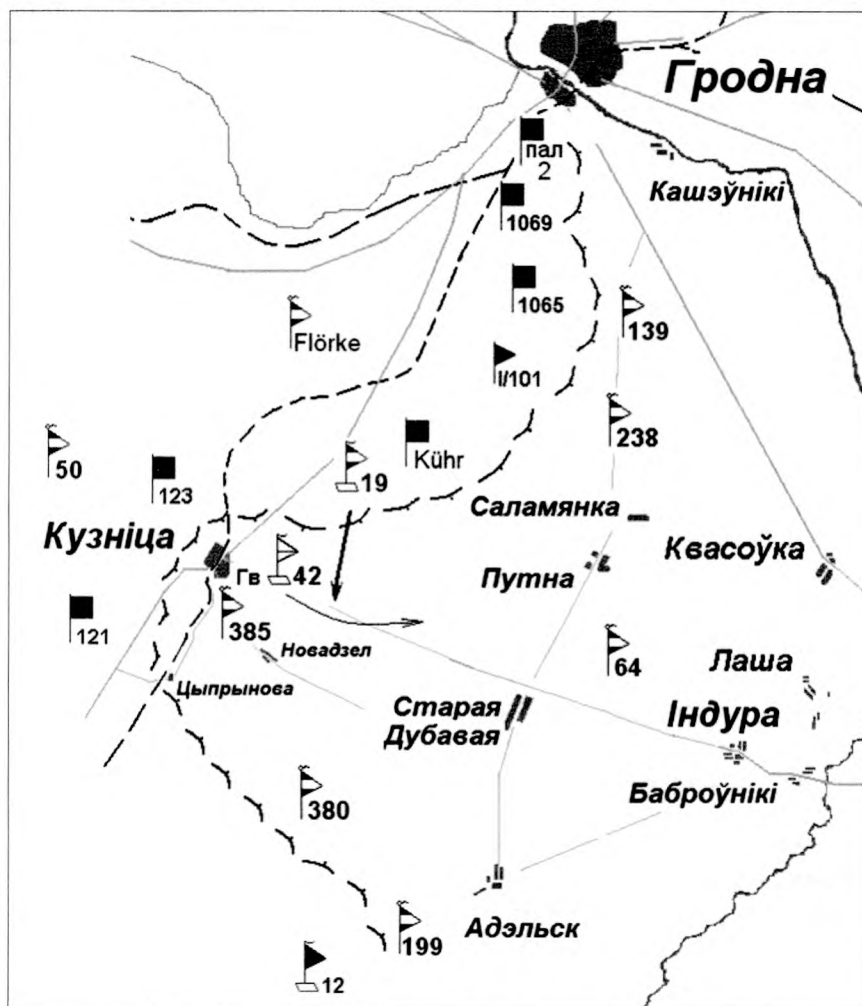 Гродна
пал
2
Кашэўнікі
1069
1065
139
Flörke
I/101
238
50
123
19
Kühr
Саламянка
Кузніца
Гв
42
Путна
Квасоўка
121
385
Новадзел
64
Лаша
Цыпрынова
Старая
Дубавая
Індура
380
Баброўнікі
199
Адэльск
12